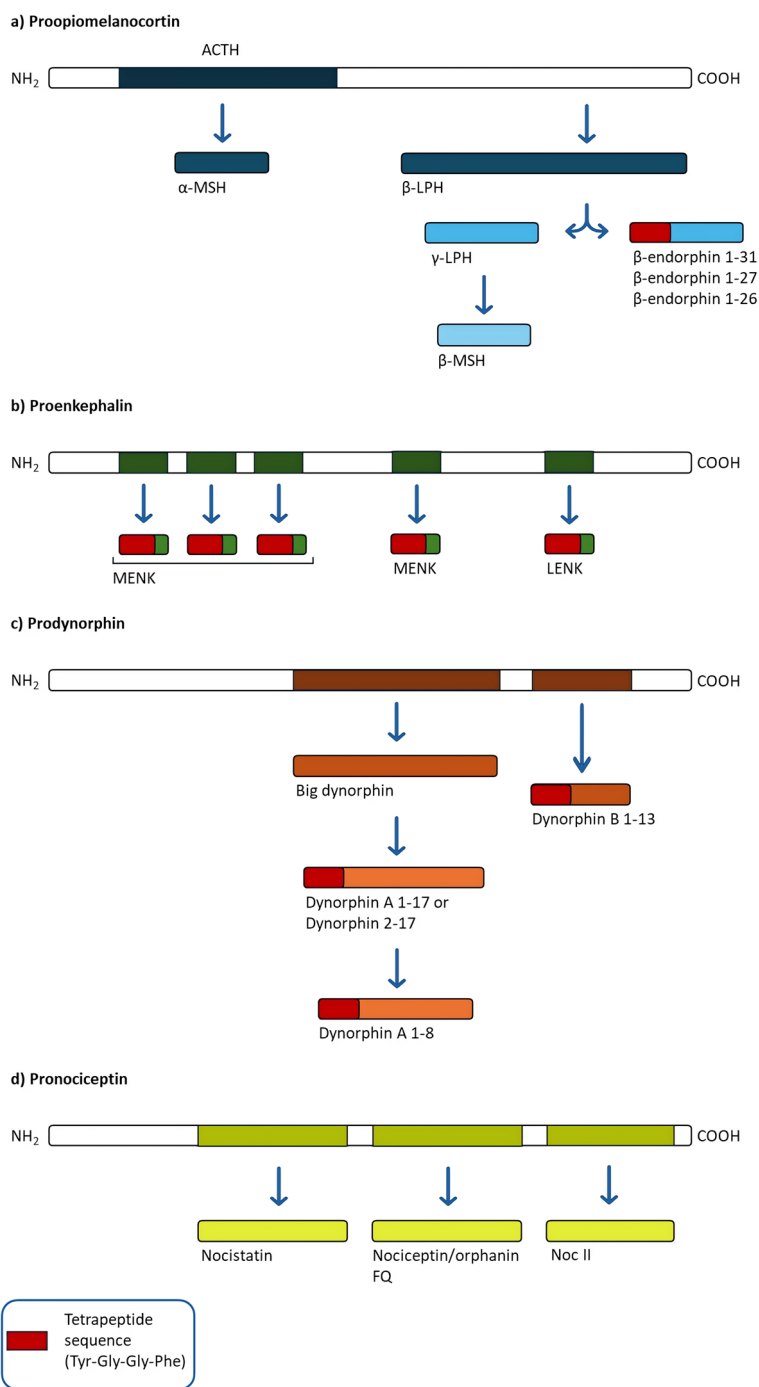 a) Proopiomelanocortin
ACTH
NH₂
COOH
α-MSH
β-LPH
γ-LPH
β-endorphin 1-31
β-endorphin 1-27
β-endorphin 1-26
β-MSH
b) Proenkephalin
NH₂
COOH
MENK
MENK
LENK
c) Prodynorphin
NH₂
COOH
Big dynorphin
Dynorphin B 1-13
Dynorphin A 1-17 or
Dynorphin 2-17
Dynorphin A 1-8
d) Pronociceptin
NH₂
COOH
Nocistatin
Nociceptin/orphanin
FQ
Noc II
Tetrapeptide
sequence
(Tyr-Gly-Gly-Phe)